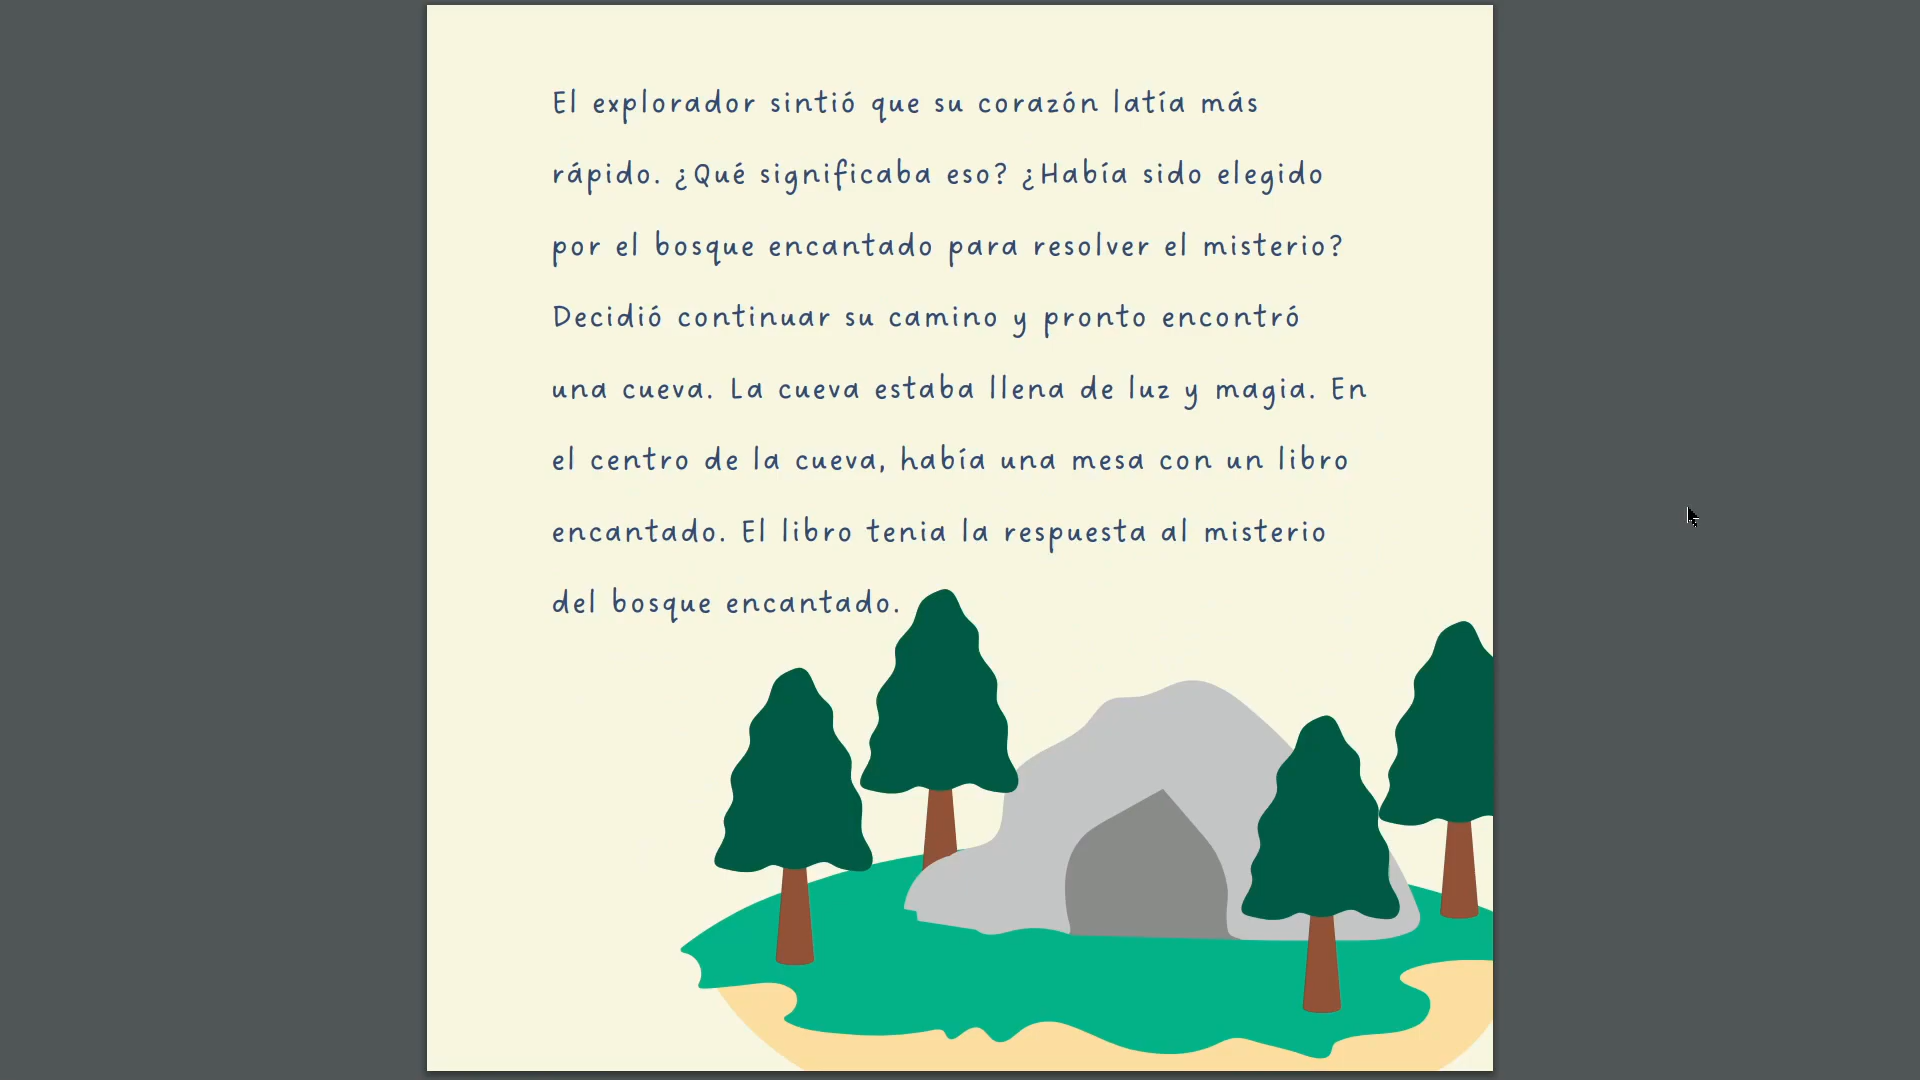 El explorador sintió que su corazón latía más
rápido. ¿Qué significaba eso? ¿Había sido elegido
por el bosque encantado para resolver el misterio?
Decidió continuar su camino y pronto encontró
una cueva. La cueva estaba llena de luz y magia. En
el centro de la cueva, había una mesa con un libro
encantado. El libro tenia la respuesta al misterio
del bosque encantado.